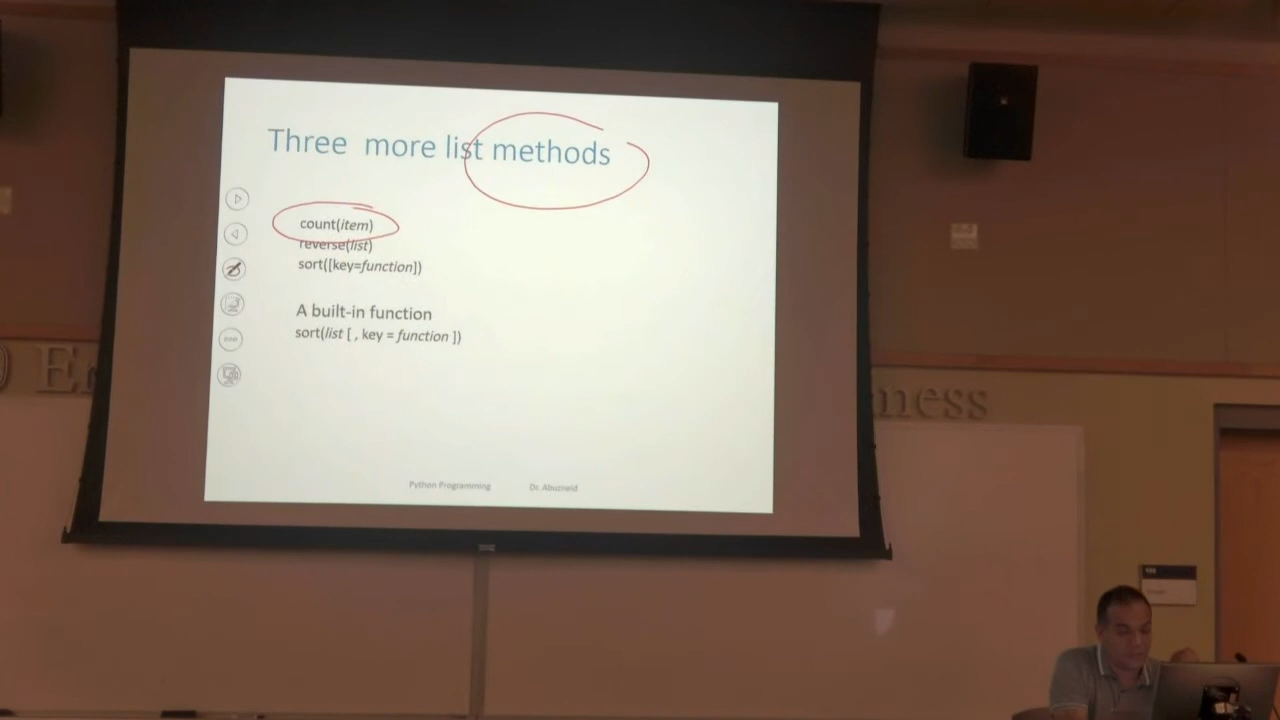 Three more list methods
count(item)
reverse(list)
sort([key=function])
A built-in function
sort(list [ , key = function ])
Python Programming Dr. Abuzneid
ness